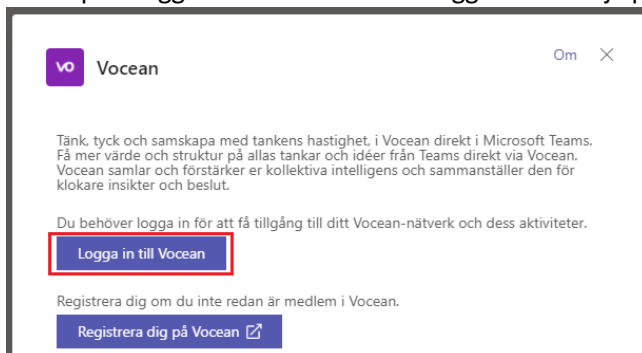 VO Vocean
Om
Tänk, tyck och samskapa med tankens hastighet, i Vocean direkt i Microsoft Teams.
Få mer värde och struktur på allas tankar och idéer från Teams direkt via Vocean.
Vocean samlar och förstärker er kollektiva intelligens och sammanställer den för
klokare insikter och beslut.
Du behöver logga in för att få tillgång till ditt Vocean-nätverk och dess aktiviteter.
Logga in till Vocean
Registrera dig om du inte redan är medlem i Vocean.
Registrera dig på Vocean